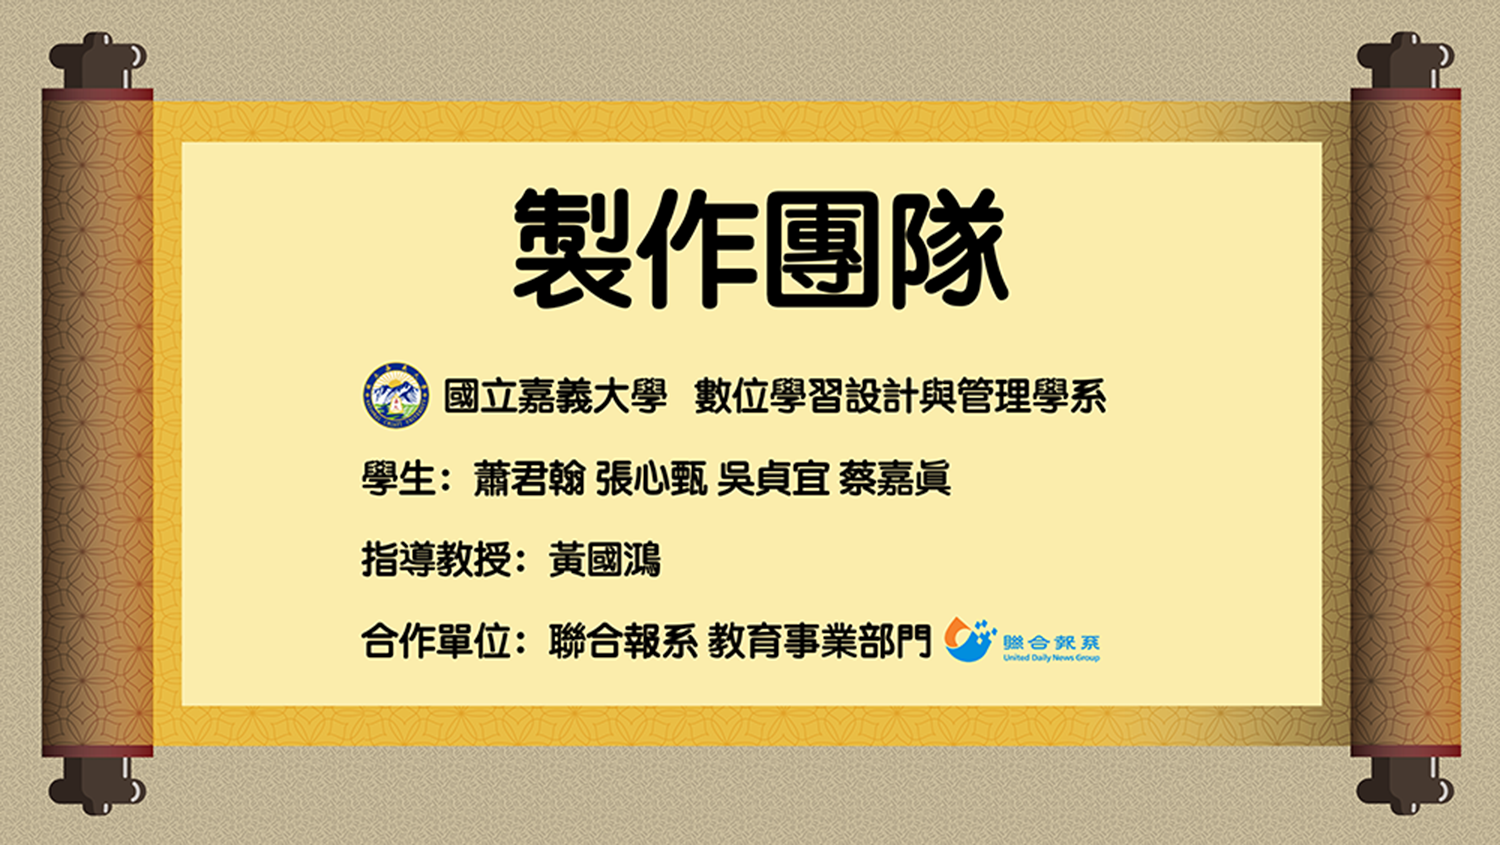 製作團隊
國立嘉義大學 數位學習設計與管理學系
學生：蕭君翰 張心甄 吳貞宜 蔡嘉眞
指導教授：黃國鴻
合作單位：聯合報系 教育事業部門
聯合報系
United Daily News Group